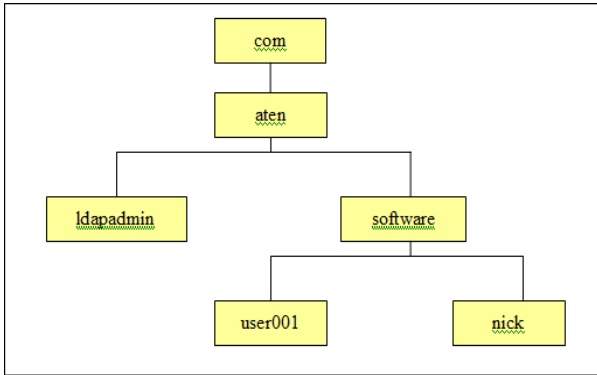 com
aten
ldapadmin
software
user001
nick